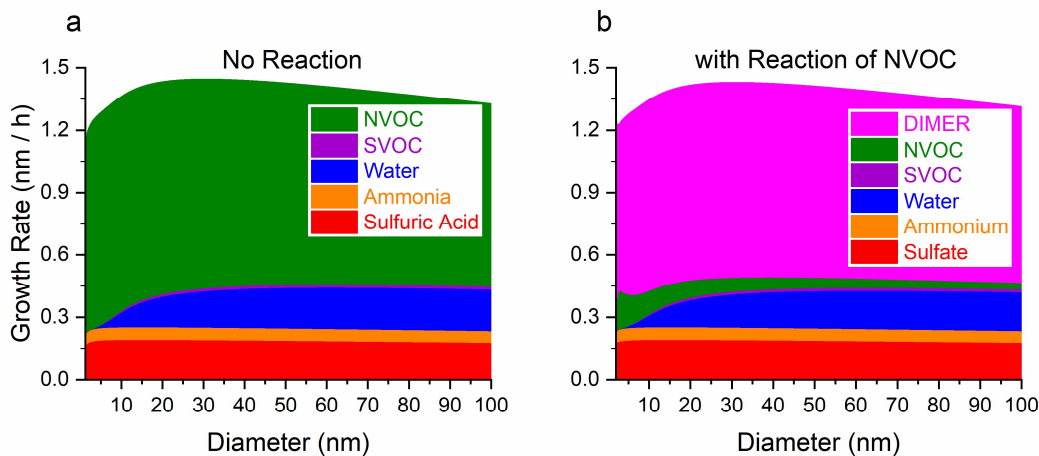 a
No Reaction
Growth Rate (nm / h)
1.5
1.2
0.9
0.6
0.3
0.0
NVOC
SVOC
Water
Ammonia
Sulfuric Acid
10 20 30 40 50 60 70 80 90 100
Diameter (nm)
b
with Reaction of NVOC
1.5
1.2
0.9
0.6
0.3
0.0
DIMER
NVOC
SVOC
Water
Ammonium
Sulfate
10 20 30 40 50 60 70 80 90 100
Diameter (nm)